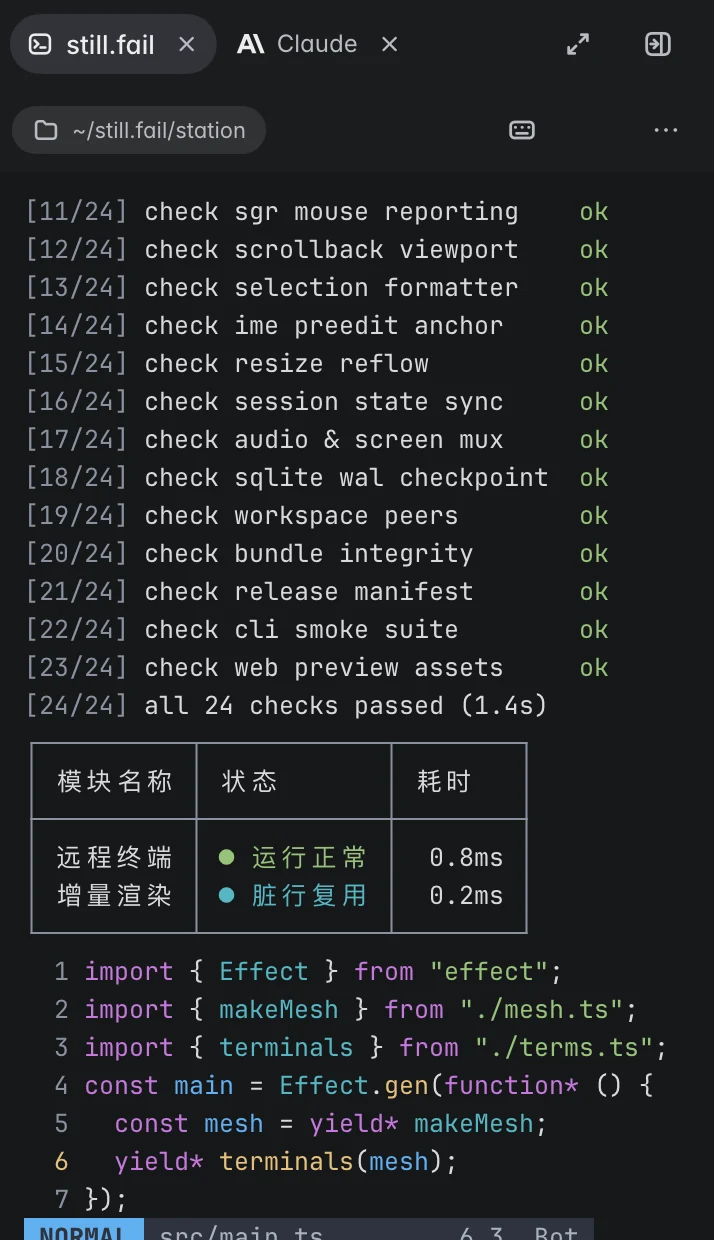 still.fail
Claude
~/still.fail/station
[11/24] check sgr mouse reporting ok
[12/24] check scrollback viewport ok
[13/24] check selection formatter ok
[14/24] check ime preedit anchor ok
[15/24] check resize reflow ok
[16/24] check session state sync ok
[17/24] check audio & screen mux ok
[18/24] check sqlite wal checkpoint ok
[19/24] check workspace peers ok
[20/24] check bundle integrity ok
[21/24] check release manifest ok
[22/24] check cli smoke suite ok
[23/24] check web preview assets ok
[24/24] all 24 checks passed (1.4s)
模块名称 状态 耗时
远程终端 ● 运行正常 0.8ms
增量渲染 ● 脏行复用 0.2ms
1 import { Effect } from "effect";
2 import { makeMesh } from "./mesh.ts";
3 import { terminals } from "./terms.ts";
4 const main = Effect.gen(function* () {
5 const mesh = yield* makeMesh;
6 yield* terminals(mesh);
7 });
NORMAL src/main.ts 6,3 Bot